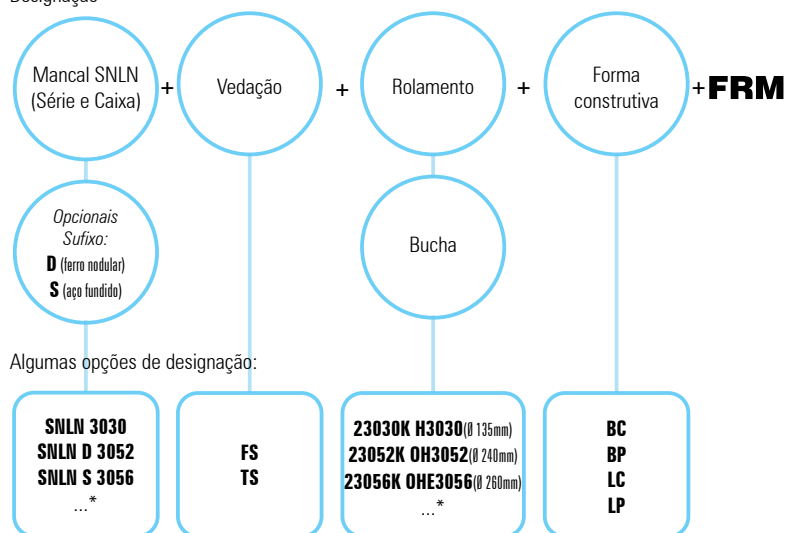 Designação
Mancal SNLN
(Série e Caixa)
+
Vedação
+
Rolamento
+
Forma
construtiva
+FRM
Opcionais
Sufixo:
D (ferro nodular)
S (aço fundido)
Bucha
Algumas opções de designação:
SNLN 3030
SNLN D 3052
SNLN S 3056
...*
FS
TS
23030K H3030(Ø 135mm)
23052K OH3052(Ø 240mm)
23056K OHE3056(Ø 260mm)
...*
BC
BP
LC
LP